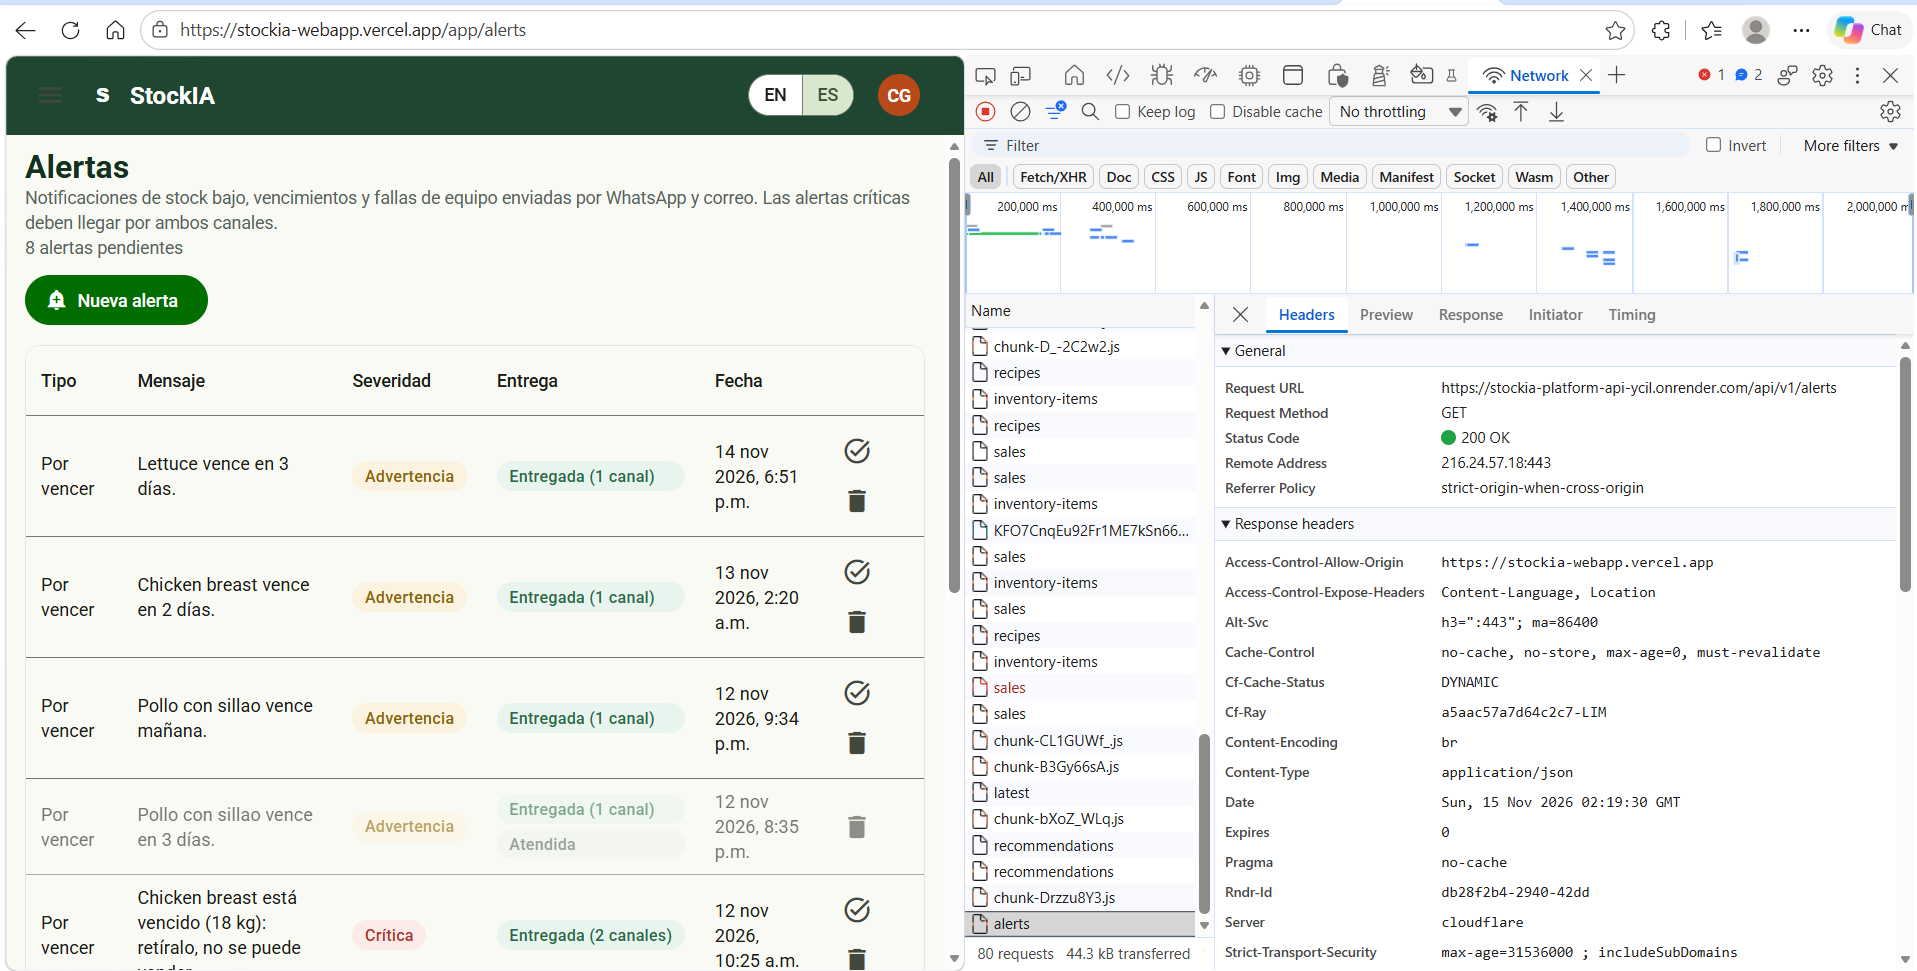 https://stockia-webapp.vercel.app/app/alerts
Chat
S StockIA
EN ES
CG
Alertas
Notificaciones de stock bajo, vencimientos y fallas de equipo enviadas por WhatsApp y correo. Las alertas críticas
deben llegar por ambos canales.
8 alertas pendientes
Nueva alerta
Tipo Mensaje Severidad Entrega Fecha
Por vencer
Lettuce vence en 3 días.
Advertencia
Entregada (1 canal)
14 nov 2026, 6:51 p.m.
Por vencer
Chicken breast vence en 2 días.
Advertencia
Entregada (1 canal)
13 nov 2026, 2:20 a.m.
Por vencer
Pollo con sillao vence mañana.
Advertencia
Entregada (1 canal)
12 nov 2026, 9:34 p.m.
Por vencer
Pollo con sillao vence en 3 días.
Advertencia
Entregada (1 canal)
Atendida
12 nov 2026, 8:35 p.m.
Por vencer
Chicken breast está vencido (18 kg): retíralo, no se puede
Crítica
Entregada (2 canales)
12 nov 2026, 10:25 a.m.
Network
1 2
Keep log
Disable cache
No throttling
Filter
Invert
More filters
All Fetch/XHR Doc CSS JS Font Img Media Manifest Socket Wasm Other
200,000 ms 400,000 ms 600,000 ms 800,000 ms 1,000,000 ms 1,200,000 ms 1,400,000 ms 1,600,000 ms 1,800,000 ms 2,000,000 m
Name
chunk-D_-2C2w2.js
recipes
inventory-items
recipes
sales
sales
inventory-items
KFO7CnqEu92Fr1ME7kSn66...
sales
inventory-items
sales
recipes
inventory-items
sales
sales
chunk-CL1GUWf_.js
chunk-B3Gy66sA.js
latest
chunk-bXoZ_WLq.js
recommendations
recommendations
chunk-Drzzu8Y3.js
alerts
80 requests 44.3 kB transferred
Headers Preview Response Initiator Timing
General
Request URL https://stockia-platform-api-ycil.onrender.com/api/v1/alerts
Request Method GET
Status Code 200 OK
Remote Address 216.24.57.18:443
Referrer Policy strict-origin-when-cross-origin
Response headers
Access-Control-Allow-Origin https://stockia-webapp.vercel.app
Access-Control-Expose-Headers Content-Language, Location
Alt-Svc h3=":443"; ma=86400
Cache-Control no-cache, no-store, max-age=0, must-revalidate
Cf-Cache-Status DYNAMIC
Cf-Ray a5aac57a7d64c2c7-LIM
Content-Encoding br
Content-Type application/json
Date Sun, 15 Nov 2026 02:19:30 GMT
Expires 0
Pragma no-cache
Rndr-Id db28f2b4-2940-42dd
Server cloudflare
Strict-Transport-Security max-age=31536000 ; includeSubDomains